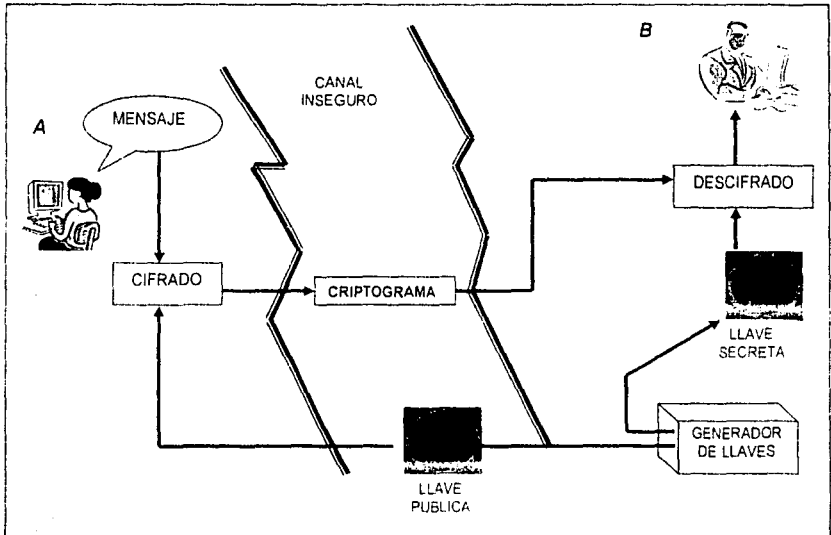 CANAL
INSEGURO
B
A
MENSAJE
DESCIFRADO
CIFRADO
CRIPTOGRAMA
LLAVE
SECRETA
GENERADOR
DE LLAVES
LLAVE
PUBLICA